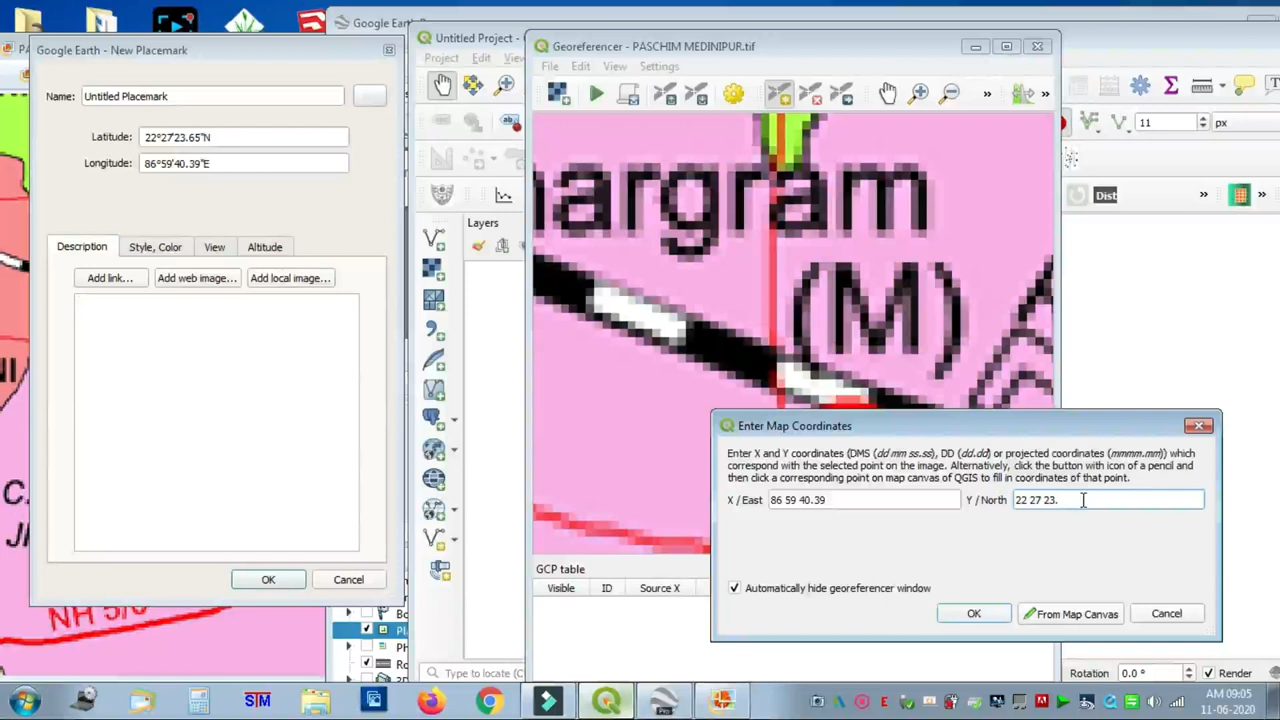 Google Earth - New Placemark
Name: Untitled Placemark
Latitude: 22°27'23.65"N
Longitude: 86°59'40.39"E
Description Style, Color View Altitude
Add link... Add web image... Add local image...
OK Cancel
NH 5/6
Google Earth
Untitled Project -
Project Edit View
Layers
Type to locate (C
Georeferencer - PASCHIM MEDINIPUR.tif
File Edit View Settings
» »
hargram
(M)
GCP table
Visible ID Source X
11 px
Dist » »
Enter Map Coordinates
Enter X and Y coordinates (DMS (dd mm ss.ss), DD (dd.dd) or projected coordinates (mmmm.mm)) which
correspond with the selected point on the image. Alternatively, click the button with icon of a pencil and
then click a corresponding point on map canvas of QGIS to fill in coordinates of that point.
X / East 86 59 40.39 Y / North 22 27 23.
Automatically hide georeferencer window
OK From Map Canvas Cancel
Rotation 0.0 ° Render
STM
AM 09:05
11-06-2020